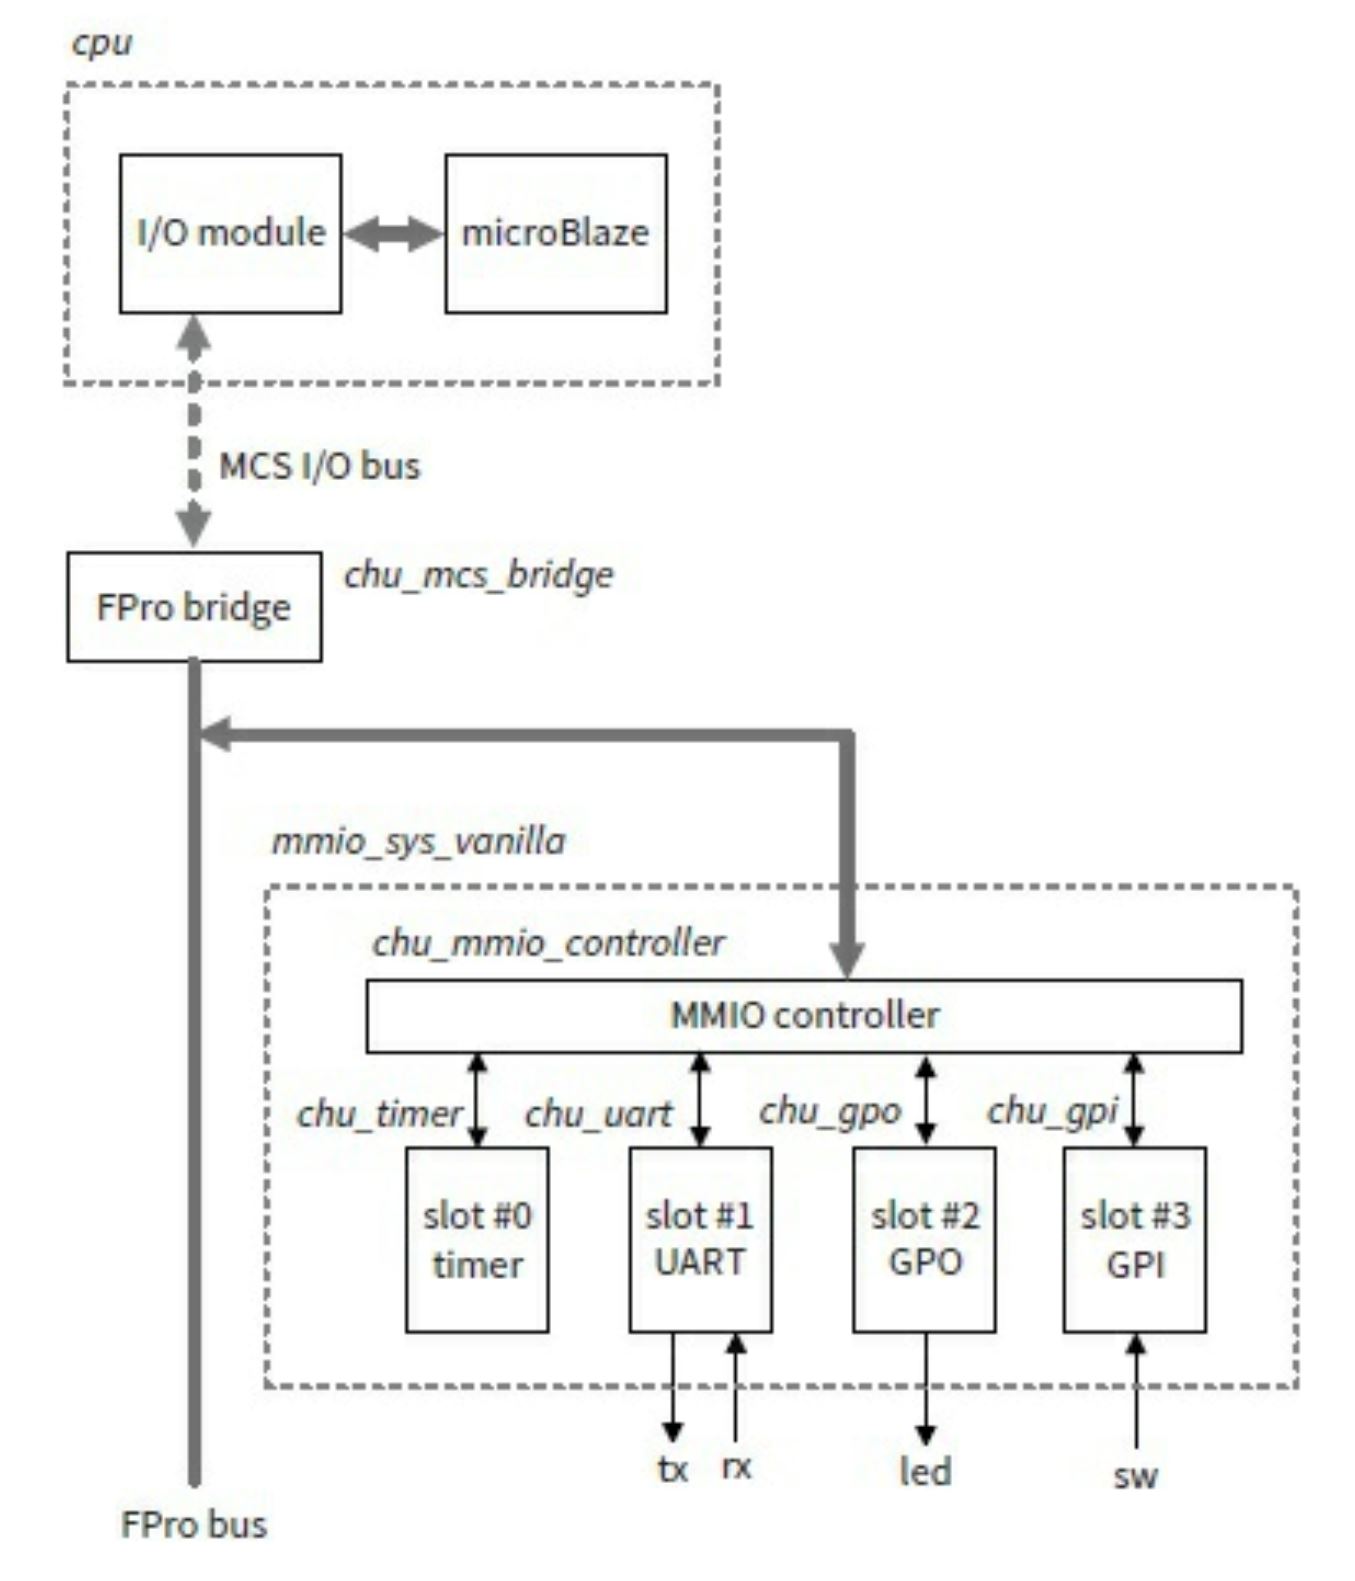 cpu
I/O module
microBlaze
MCS I/O bus
FPro bridge
chu_mcs_bridge
mmio_sys_vanilla
chu_mmio_controller
MMIO controller
chu_timer
chu_uart
chu_gpo
chu_gpi
slot #0
timer
slot #1
UART
slot #2
GPO
slot #3
GPI
tx
rx
led
sw
FPro bus